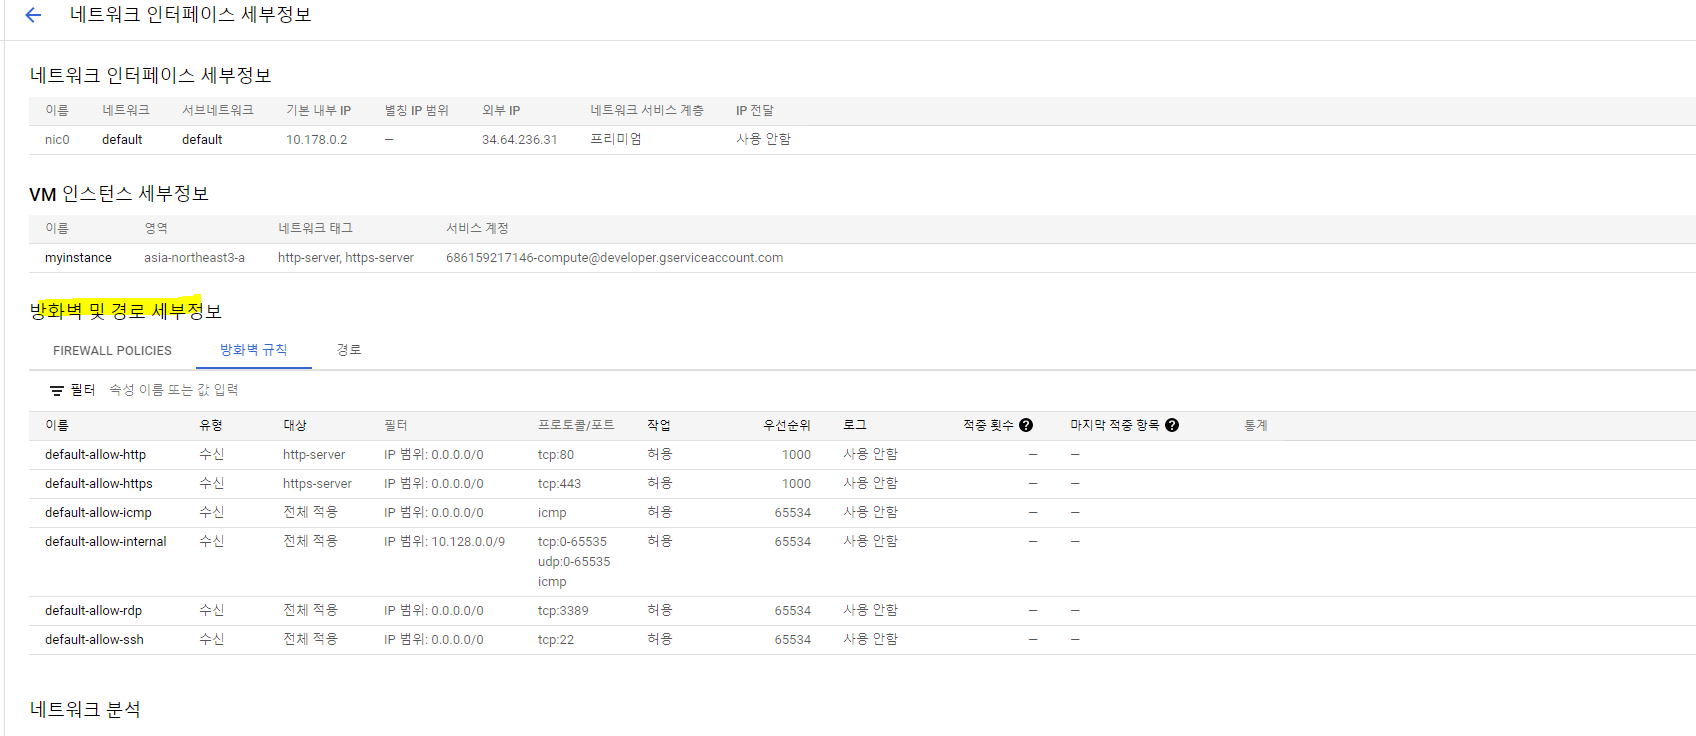 네트워크 인터페이스 세부정보
네트워크 인터페이스 세부정보
이름 네트워크 서브네트워크 기본 내부 IP 별칭 IP 범위 외부 IP 네트워크 서비스 계층 IP 전달
nic0 default default 10.178.0.2 — 34.64.236.31 프리미엄 사용 안함
VM 인스턴스 세부정보
이름 영역 네트워크 태그 서비스 계정
myinstance asia-northeast3-a http-server, https-server 686159217146-compute@developer.gserviceaccount.com
방화벽 및 경로 세부정보
FIREWALL POLICIES 방화벽 규칙 경로
필터 속성 이름 또는 값 입력
이름 유형 대상 필터 프로토콜/포트 작업 우선순위 로그 적중 횟수 ? 마지막 적중 항목 ? 통계
default-allow-http 수신 http-server IP 범위: 0.0.0.0/0 tcp:80 허용 1000 사용 안함 — —
default-allow-https 수신 https-server IP 범위: 0.0.0.0/0 tcp:443 허용 1000 사용 안함 — —
default-allow-icmp 수신 전체 적용 IP 범위: 0.0.0.0/0 icmp 허용 65534 사용 안함 — —
default-allow-internal 수신 전체 적용 IP 범위: 10.128.0.0/9 tcp:0-65535 허용 65534 사용 안함 — —
udp:0-65535
icmp
default-allow-rdp 수신 전체 적용 IP 범위: 0.0.0.0/0 tcp:3389 허용 65534 사용 안함 — —
default-allow-ssh 수신 전체 적용 IP 범위: 0.0.0.0/0 tcp:22 허용 65534 사용 안함 — —
네트워크 분석